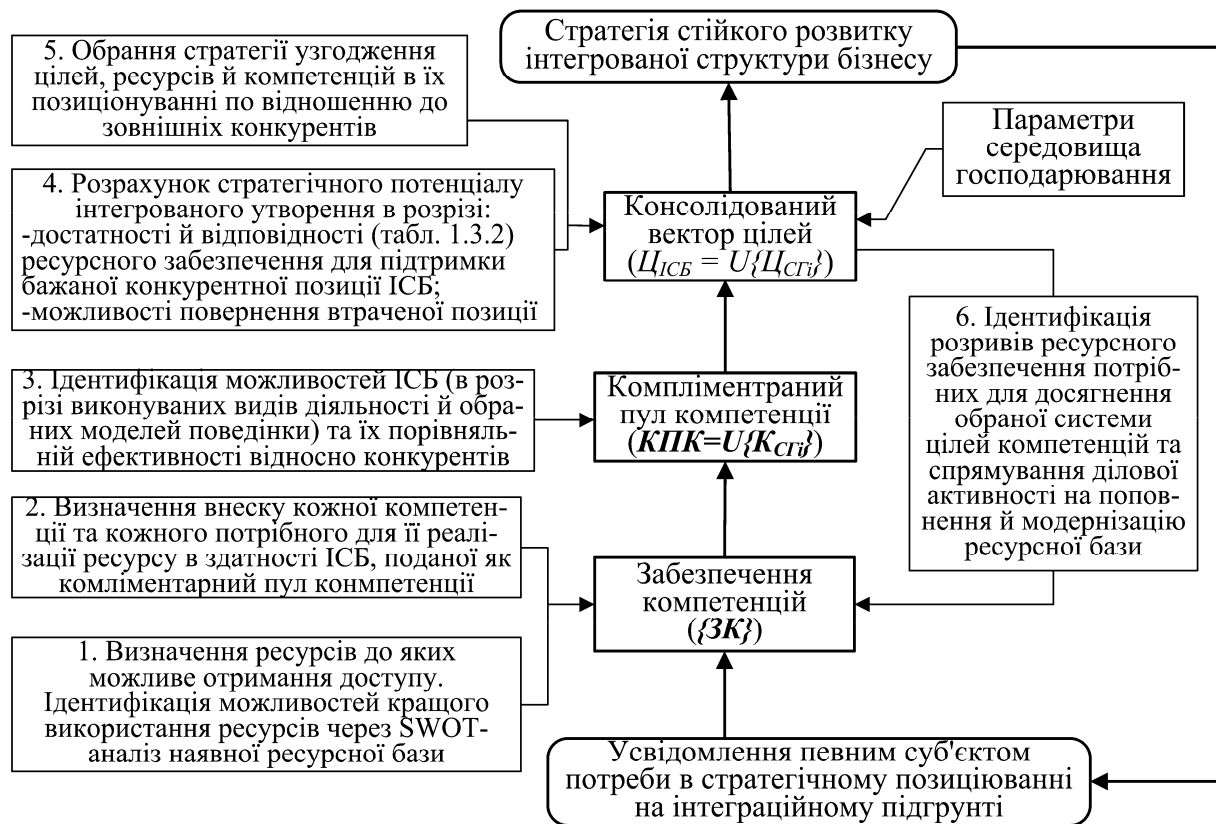 Стратегія стійкого розвитку
інтегрованої структури бізнесу
5. Обрання стратегії узгодження
цілей, ресурсів й компетенцій в їх
позиціонуванні по відношенню до
зовнішніх конкурентів
Параметри
середовища
господарювання
4. Розрахунок стратегічного потенціалу
інтегрованого утворення в розрізі:
-достатності й відповідності (табл. 1.3.2)
ресурсного забезпечення для підтримки
бажаної конкурентної позиції ІСБ;
-можливості повернення втраченої позиції
Консолідований
вектор цілей
(Ц_ІСБ = U{Ц_СГі})
6. Ідентифікація
розривів ресурсного
забезпечення потріб-
них для досягнення
обраної системи
цілей компетенцій та
спрямування ділової
активності на попов-
нення й модернізацію
ресурсної бази
3. Ідентифікація можливостей ІСБ (в роз-
різі виконуваних видів діяльності й обра-
них моделей поведінки) та їх порівняль-
ній ефективності відносно конкурентів
Компліментраний
пул компетенції
(КПК=U{К_СГі})
2. Визначення внеску кожної компетен-
ції та кожного потрібного для її реалі-
зації ресурсу в здатності ІСБ, поданої як
комліментарний пул конмпетенції
Забезпечення
компетенцій
({ЗК})
1. Визначення ресурсів до яких
можливе отримання доступу.
Ідентифікація можливостей кращого
використання ресурсів через SWOT-
аналіз наявної ресурсної бази
Усвідомлення певним суб'єктом
потреби в стратегічному позиціюванні
на інтеграційному підгрунті